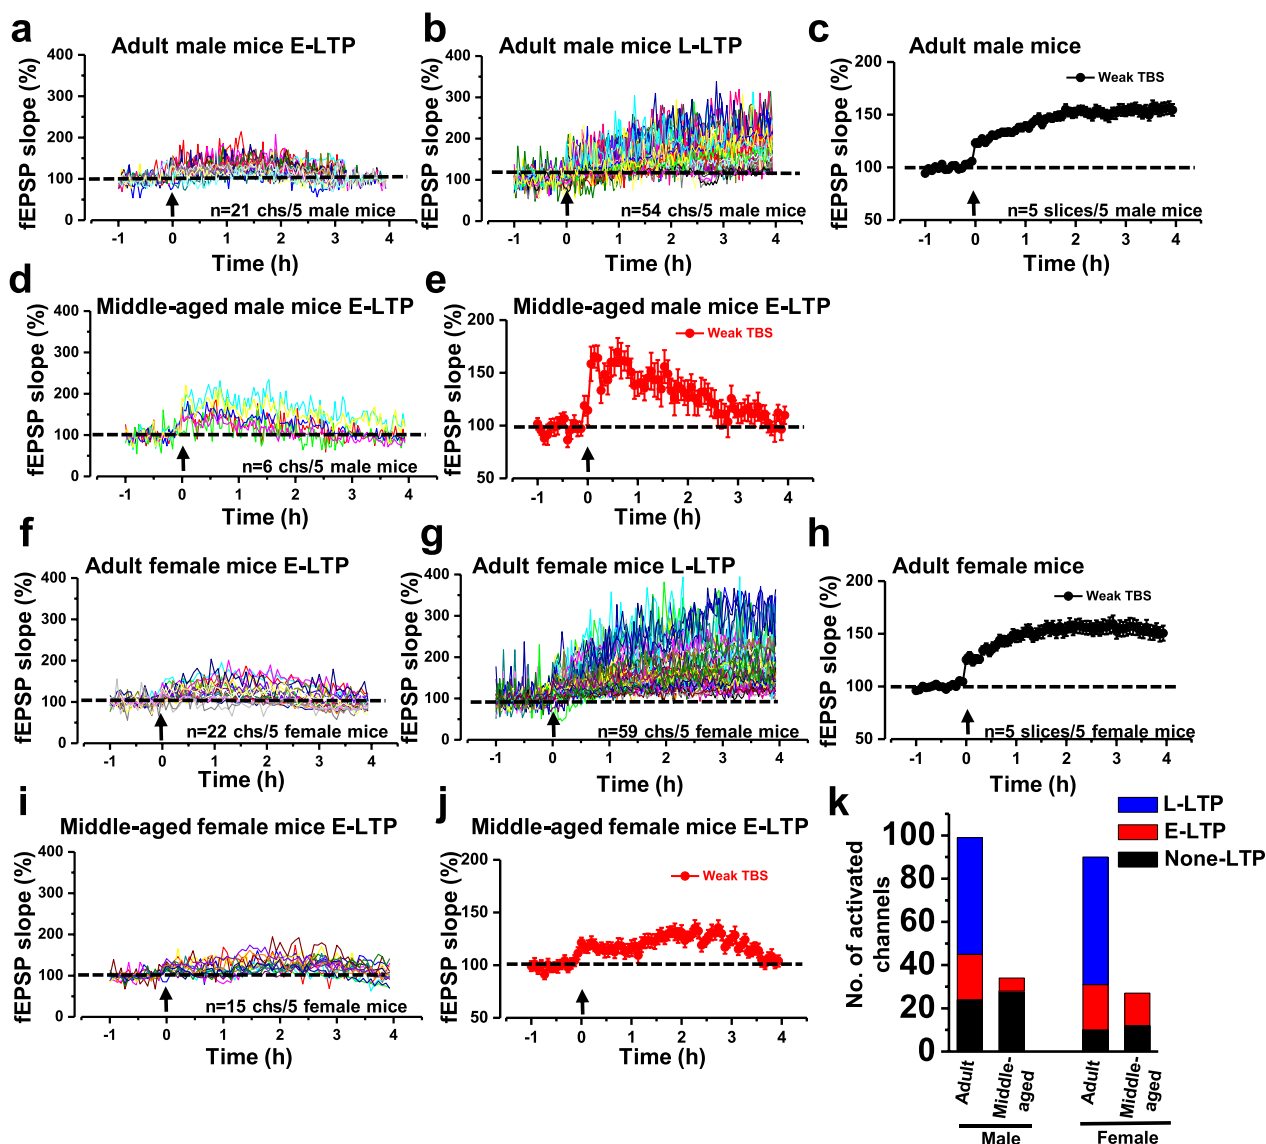 a
Adult male mice E-LTP
fEPSP slope (%)
400
300
200
100
0
-1 0 1 2 3 4
n=21 chs/5 male mice
Time (h)
b
Adult male mice L-LTP
fEPSP slope (%)
400
300
200
100
0
-1 0 1 2 3 4
n=54 chs/5 male mice
Time (h)
c
Adult male mice
fEPSP slope (%)
200
150
100
50
Weak TBS
n=5 slices/5 male mice
-1 0 1 2 3 4
Time (h)
d
Middle-aged male mice E-LTP
fEPSP slope (%)
400
300
200
100
0
n=6 chs/5 male mice
-1 0 1 2 3 4
Time (h)
e
Middle-aged male mice E-LTP
fEPSP slope (%)
200
150
100
50
Weak TBS
-1 0 1 2 3 4
Time (h)
f
Adult female mice E-LTP
fEPSP slope (%)
400
300
200
100
0
n=22 chs/5 female mice
-1 0 1 2 3 4
Time (h)
g
Adult female mice L-LTP
fEPSP slope (%)
400
300
200
100
0
n=59 chs/5 female mice
-1 0 1 2 3 4
Time (h)
h
Adult female mice
fEPSP slope (%)
200
150
100
50
Weak TBS
n=5 slices/5 female mice
-1 0 1 2 3 4
Time (h)
i
Middle-aged female mice E-LTP
fEPSP slope (%)
400
300
200
100
0
n=15 chs/5 female mice
-1 0 1 2 3 4
Time (h)
j
Middle-aged female mice E-LTP
fEPSP slope (%)
200
150
100
50
Weak TBS
-1 0 1 2 3 4
Time (h)
k
L-LTP
E-LTP
None-LTP
No. of activated
channels
100
80
60
40
20
0
Adult
Middle-
aged
Adult
Middle-
aged
Male
Female